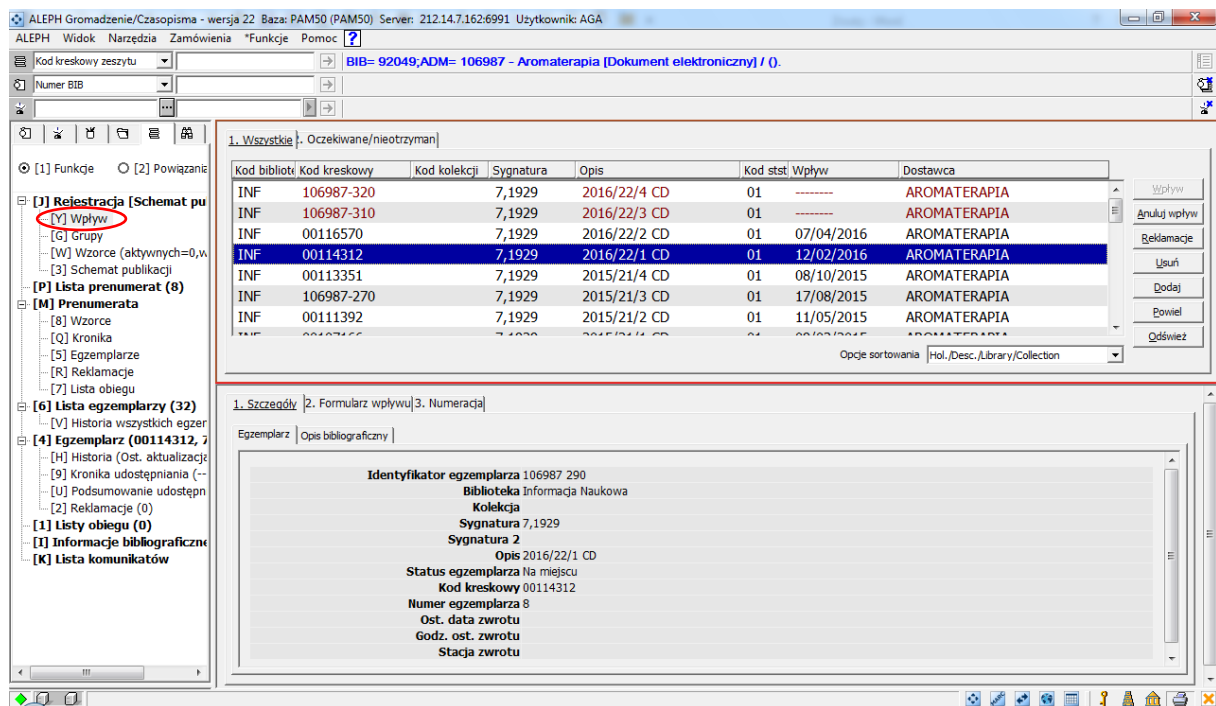 ALEPH Gromadzenie/Czasopisma - wersja 22 Baza: PAM50 (PAM50) Server: 212.14.7.162:6991 Użytkownik: AGA
ALEPH Widok Narzędzia Zamówienia *Funkcje Pomoc ?
Kod kreskowy zeszytu BIB= 92049;ADM= 106987 - Aromaterapia [Dokument elektroniczny] / ().
Numer BIB
[1] Funkcje [2] Powiązania
[J] Rejestracja [Schemat pu
[Y] Wpływ
[G] Grupy
[W] Wzorce (aktywnych=0,w
[3] Schemat publikacji
[P] Lista prenumerat (8)
[M] Prenumerata
[8] Wzorce
[Q] Kronika
[5] Egzemplarze
[R] Reklamacje
[7] Lista obiegu
[6] Lista egzemplarzy (32)
[V] Historia wszystkich egzer
[4] Egzemplarz (00114312, 7
[H] Historia (Ost. aktualizacja
[9] Kronika udostępniania (--
[U] Podsumowanie udostępn
[2] Reklamacje (0)
[1] Listy obiegu (0)
[I] Informacje bibliograficzne
[K] Lista komunikatów
1. Wszystkie 2. Oczekiwane/nieotrzyman
Kod bibliote Kod kreskowy Kod kolekcji Sygnatura Opis Kod stst Wpływ Dostawca
INF 106987-320 7,1929 2016/22/4 CD 01 -------- AROMATERAPIA
INF 106987-310 7,1929 2016/22/3 CD 01 -------- AROMATERAPIA
INF 00116570 7,1929 2016/22/2 CD 01 07/04/2016 AROMATERAPIA
INF 00114312 7,1929 2016/22/1 CD 01 12/02/2016 AROMATERAPIA
INF 00113351 7,1929 2015/21/4 CD 01 08/10/2015 AROMATERAPIA
INF 106987-270 7,1929 2015/21/3 CD 01 17/08/2015 AROMATERAPIA
INF 00111392 7,1929 2015/21/2 CD 01 11/05/2015 AROMATERAPIA
Wpływ
Anuluj wpływ
Reklamacje
Usuń
Dodaj
Powiel
Odśwież
Opcje sortowania Hol./Desc./Library/Collection
1. Szczegóły 2. Formularz wpływu 3. Numeracja
Egzemplarz Opis bibliograficzny
Identyfikator egzemplarza 106987 290
Biblioteka Informacja Naukowa
Kolekcja
Sygnatura 7,1929
Sygnatura 2
Opis 2016/22/1 CD
Status egzemplarza Na miejscu
Kod kreskowy 00114312
Numer egzemplarza 8
Ost. data zwrotu
Godz. ost. zwrotu
Stacja zwrotu